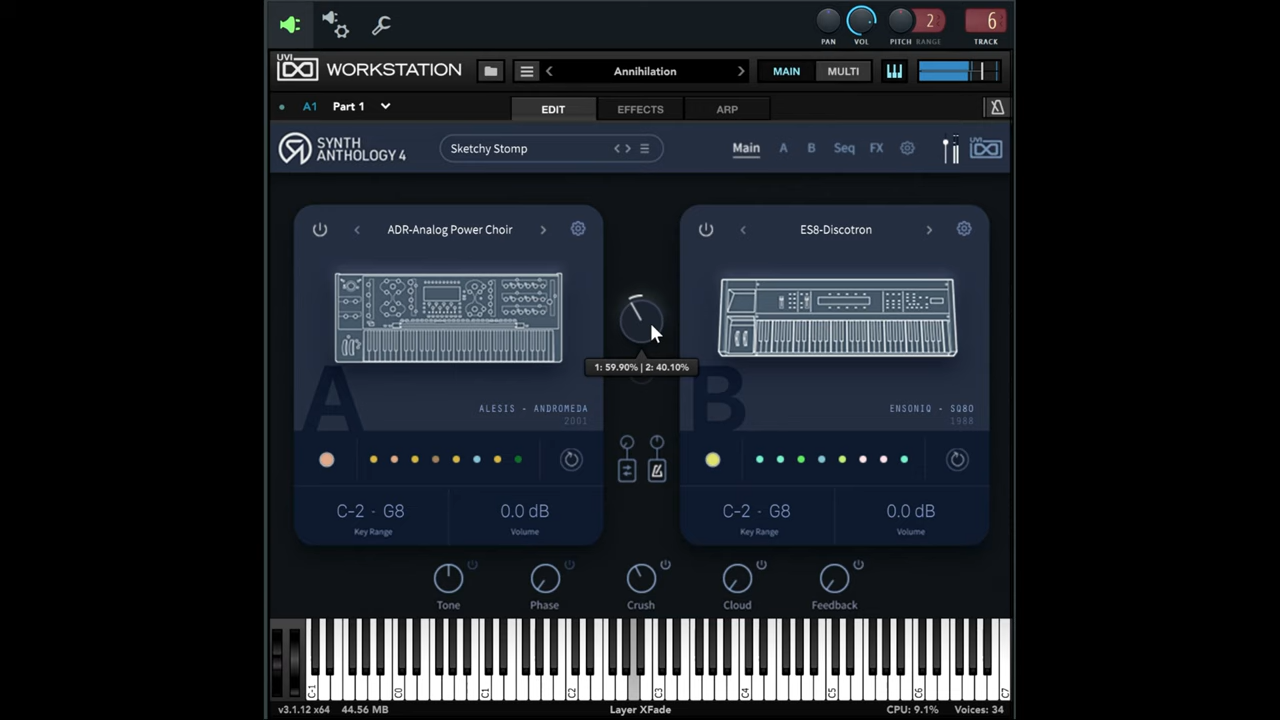 PAN VOL PITCH 2 RANGE 6 TRACK
UVI WORKSTATION Annihilation MAIN MULTI
A1 Part 1 EDIT EFFECTS ARP
SYNTH ANTHOLOGY 4 Sketchy Stomp Main A B Seq FX UVI
ADR-Analog Power Choir
ES8-Discotron
1: 59.90% | 2: 40.10%
A
ALESIS - ANDROMEDA
2001
B
ENSONIQ - SQ80
1988
C-2 - G8 0.0 dB
Key Range Volume
C-2 - G8 0.0 dB
Key Range Volume
Tone Phase Crush Cloud Feedback
C-1 C0 C1 C2 C3 C4 C5 C6 C7
v3.1.12 x64 44.56 MB Layer XFade CPU: 9.1% Voices: 34